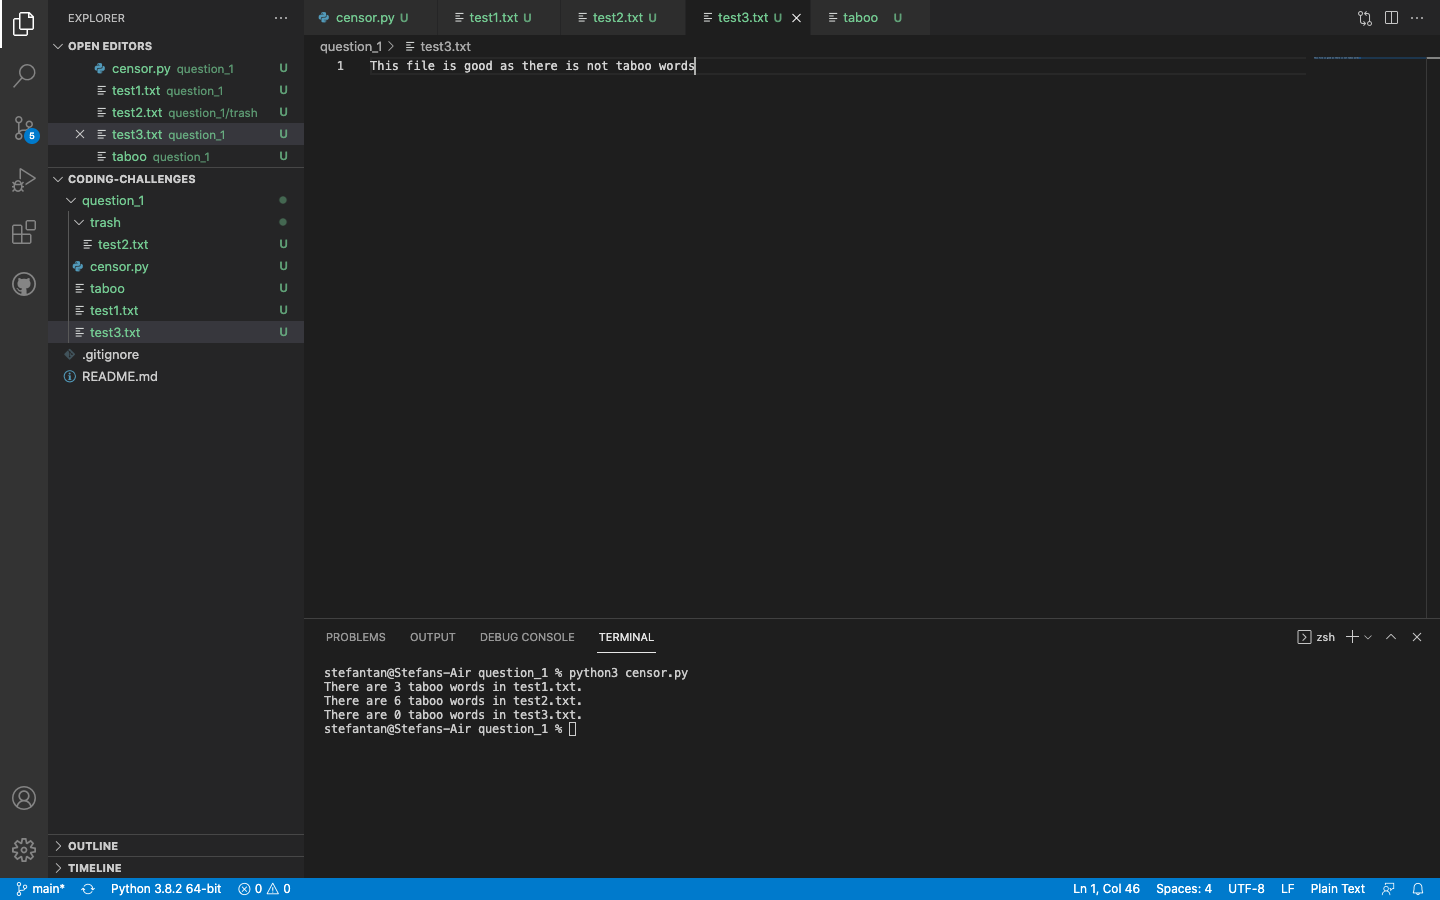 EXPLORER
OPEN EDITORS
censor.py question_1 U
test1.txt question_1 U
test2.txt question_1/trash U
test3.txt question_1 U
taboo question_1 U
CODING-CHALLENGES
question_1
trash
test2.txt U
censor.py U
taboo U
test1.txt U
test3.txt U
.gitignore
README.md
OUTLINE
TIMELINE
5
censor.py U
test1.txt U
test2.txt U
test3.txt U
taboo U
question_1 > test3.txt
1 This file is good as there is not taboo words
PROBLEMS OUTPUT DEBUG CONSOLE TERMINAL
zsh
stefantan@Stefans-Air question_1 % python3 censor.py
There are 3 taboo words in test1.txt.
There are 6 taboo words in test2.txt.
There are 0 taboo words in test3.txt.
stefantan@Stefans-Air question_1 %
main* Python 3.8.2 64-bit 0 0 Ln 1, Col 46 Spaces: 4 UTF-8 LF Plain Text